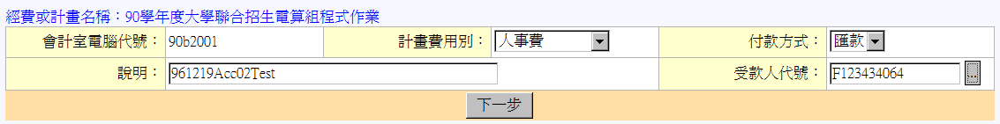 經費或計畫名稱：90學年度大學聯合招生電算組程式作業
會計室電腦代號： 90b2001 計畫費用別： 人事費 付款方式： 匯款
說明： 961219Acc02Test 受款人代號： F123434064 ...
下一步